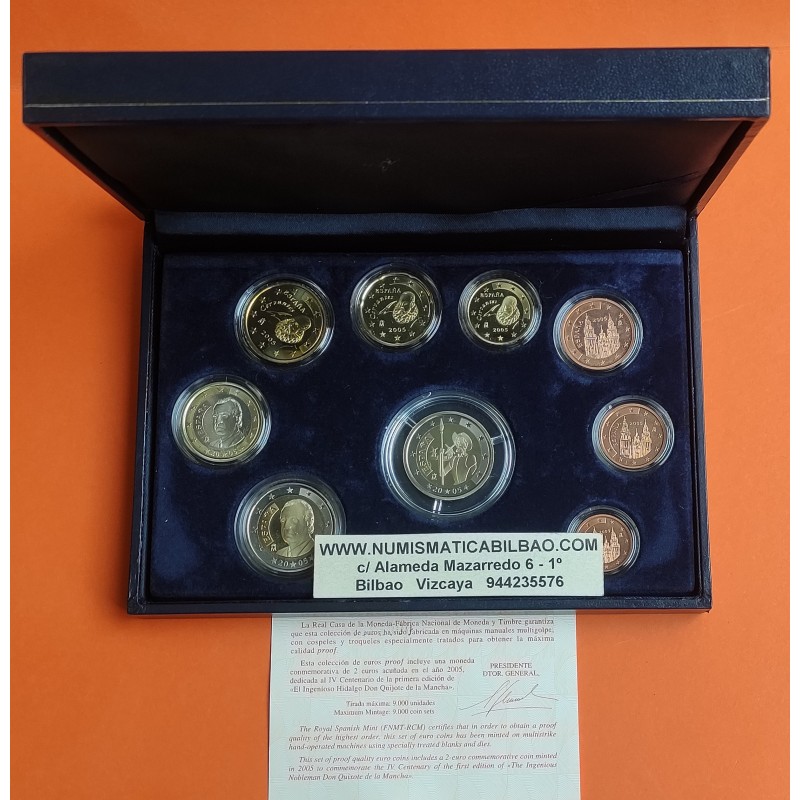 ESPAÑA
Cervantes
2005
ESPAÑA
Cervantes
2005
ESPAÑA
Cervantes
2005
2005
ESPAÑA
ESPAÑA
2005
ESPAÑA
2005
2005
ESPAÑA
2005
WWW.NUMISMATICABILBAO.COM
c/ Alameda Mazarredo 6 - 1º
Bilbao Vizcaya 944235576
La Real Casa de la Moneda-Fábrica Nacional de Moneda y Timbre garantiza
que esta colección de euros ha sido fabricada en máquinas manuales multigolpe,
con cospeles y troqueles especialmente tratados para obtener la máxima
calidad proof
Esta colección de euros proof incluye una moneda
conmemorativa de 2 euros acuñada en el año 2005,
dedicada al IV Centenario de la primera edición de
«El Ingenioso Hidalgo Don Quijote de la Mancha».
PRESIDENTE
DTOR. GENERAL,
Tirada máxima: 9.000 unidades
Maximum Mintage: 9.000 coin sets
The Royal Spanish Mint (FNMT-RCM) certifies that in order to obtain a proof
quality of the highest order, this set of euro coins has been minted on multistrike
hand-operated machines using specially treated blanks and dies.
This set of proof quality euro coins includes a 2-euro commemorative coin minted
in 2005 to commemorate the IV Centenary of the first edition of «The Ingenious
Nobleman Don Quixote de la Mancha».